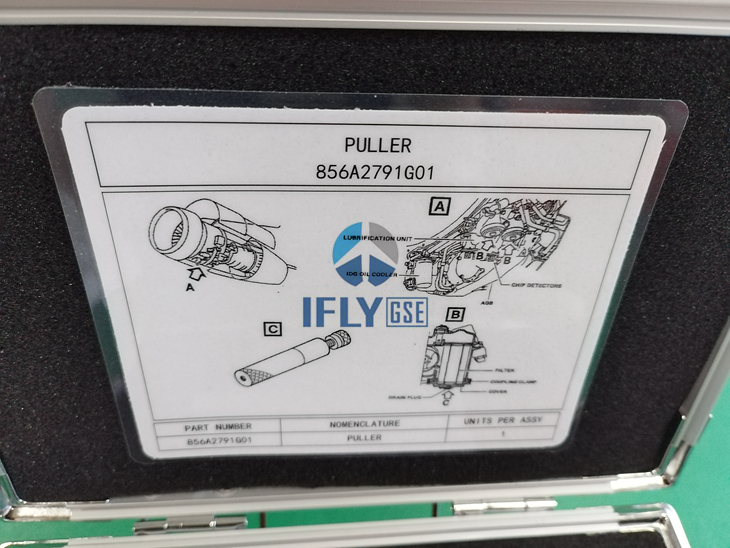 PULLER
856A2791G01
A
LUBRIFICATION UNIT
B
B
IDG OIL COOLER
CHIP DETECTORS
A
AGB
IFLY GSE
C
B
FILTER
COUPLING CLAMP
DRAIN PLUG
COVER
C
PART NUMBER NOMENCLATURE UNITS PER ASSY
856A2791G01 PULLER 1